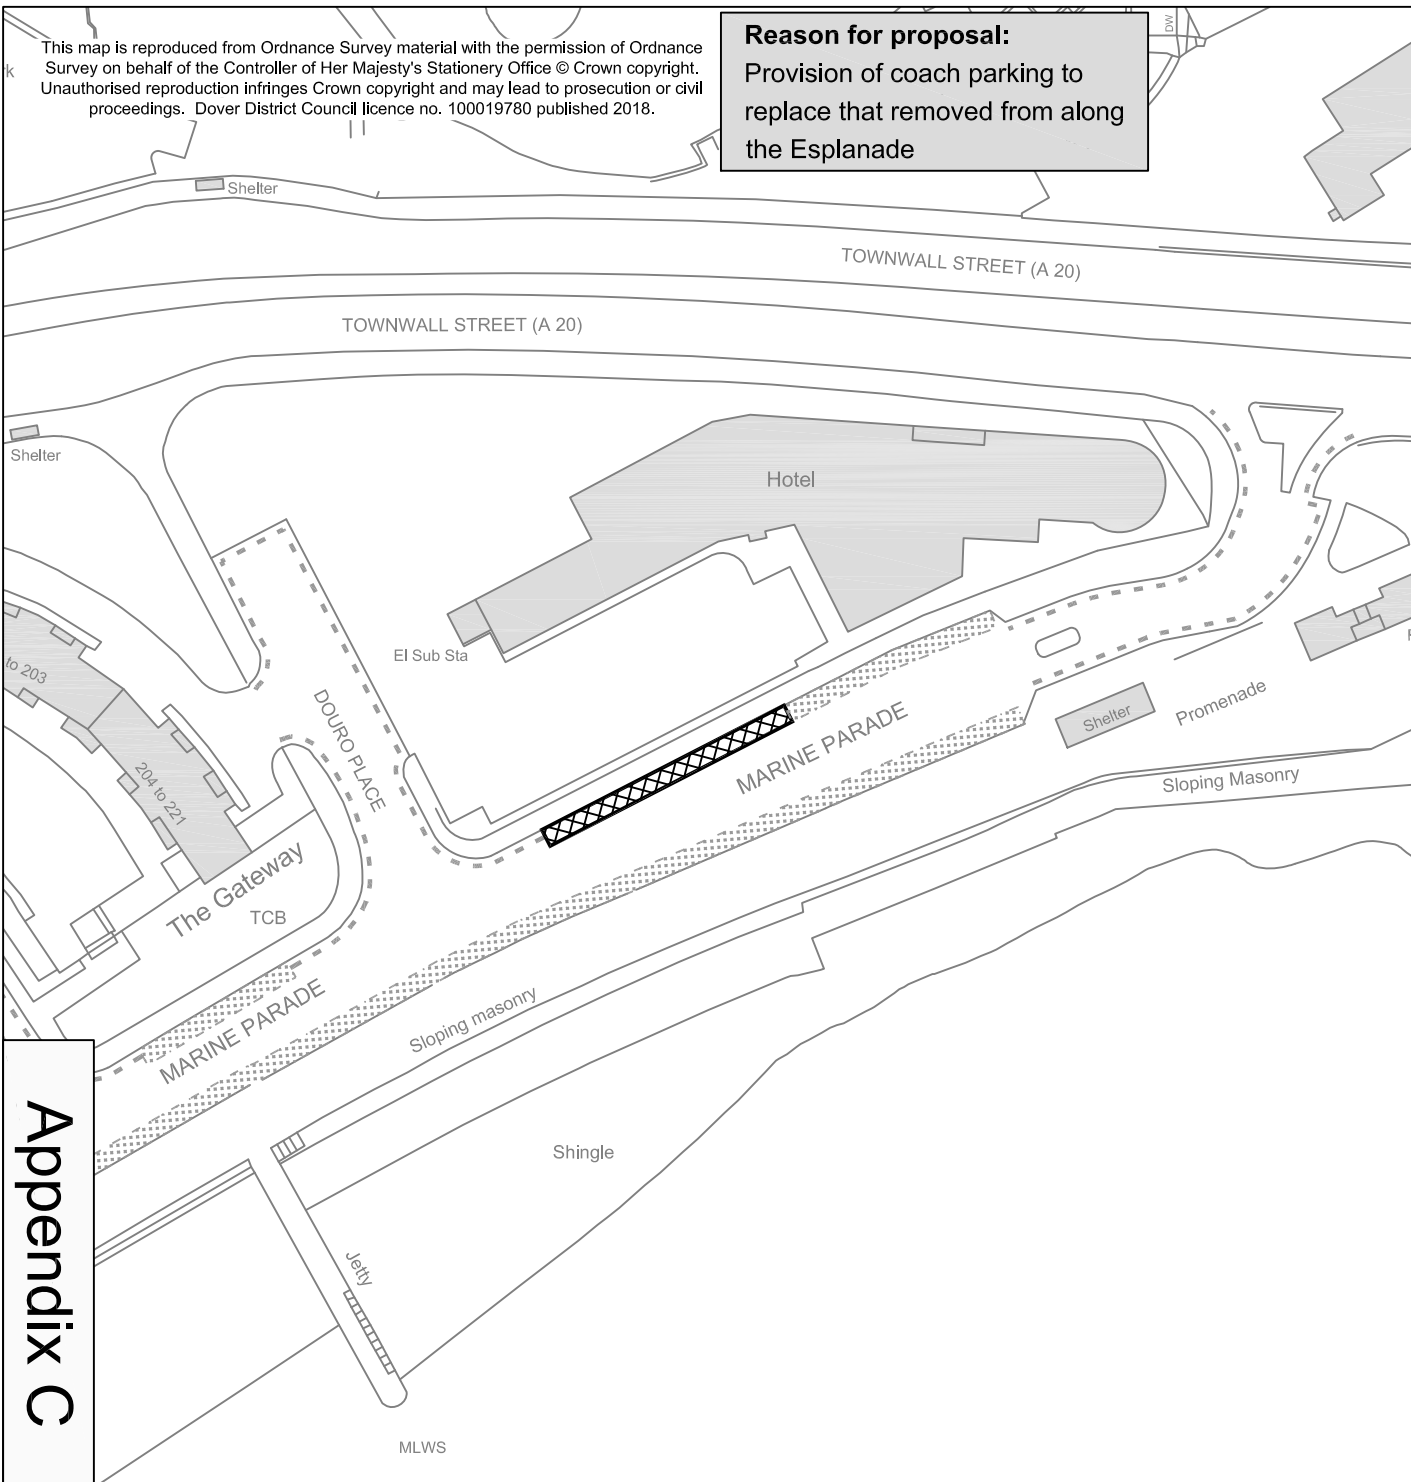 This map is reproduced from Ordnance Survey material with the permission of Ordnance
Survey on behalf of the Controller of Her Majesty's Stationery Office © Crown copyright.
Unauthorised reproduction infringes Crown copyright and may lead to prosecution or civil
proceedings. Dover District Council licence no. 100019780 published 2018.
Reason for proposal:
Provision of coach parking to
replace that removed from along
the Esplanade
DW
k
Shelter
TOWNWALL STREET (A 20)
TOWNWALL STREET (A 20)
Shelter
Hotel
El Sub Sta
to 203
DOURO PLACE
204 to 221
The Gateway
TCB
MARINE PARADE
Shelter
Promenade
Sloping Masonry
MARINE PARADE
Sloping masonry
Shingle
Jetty
MLWS
Appendix C